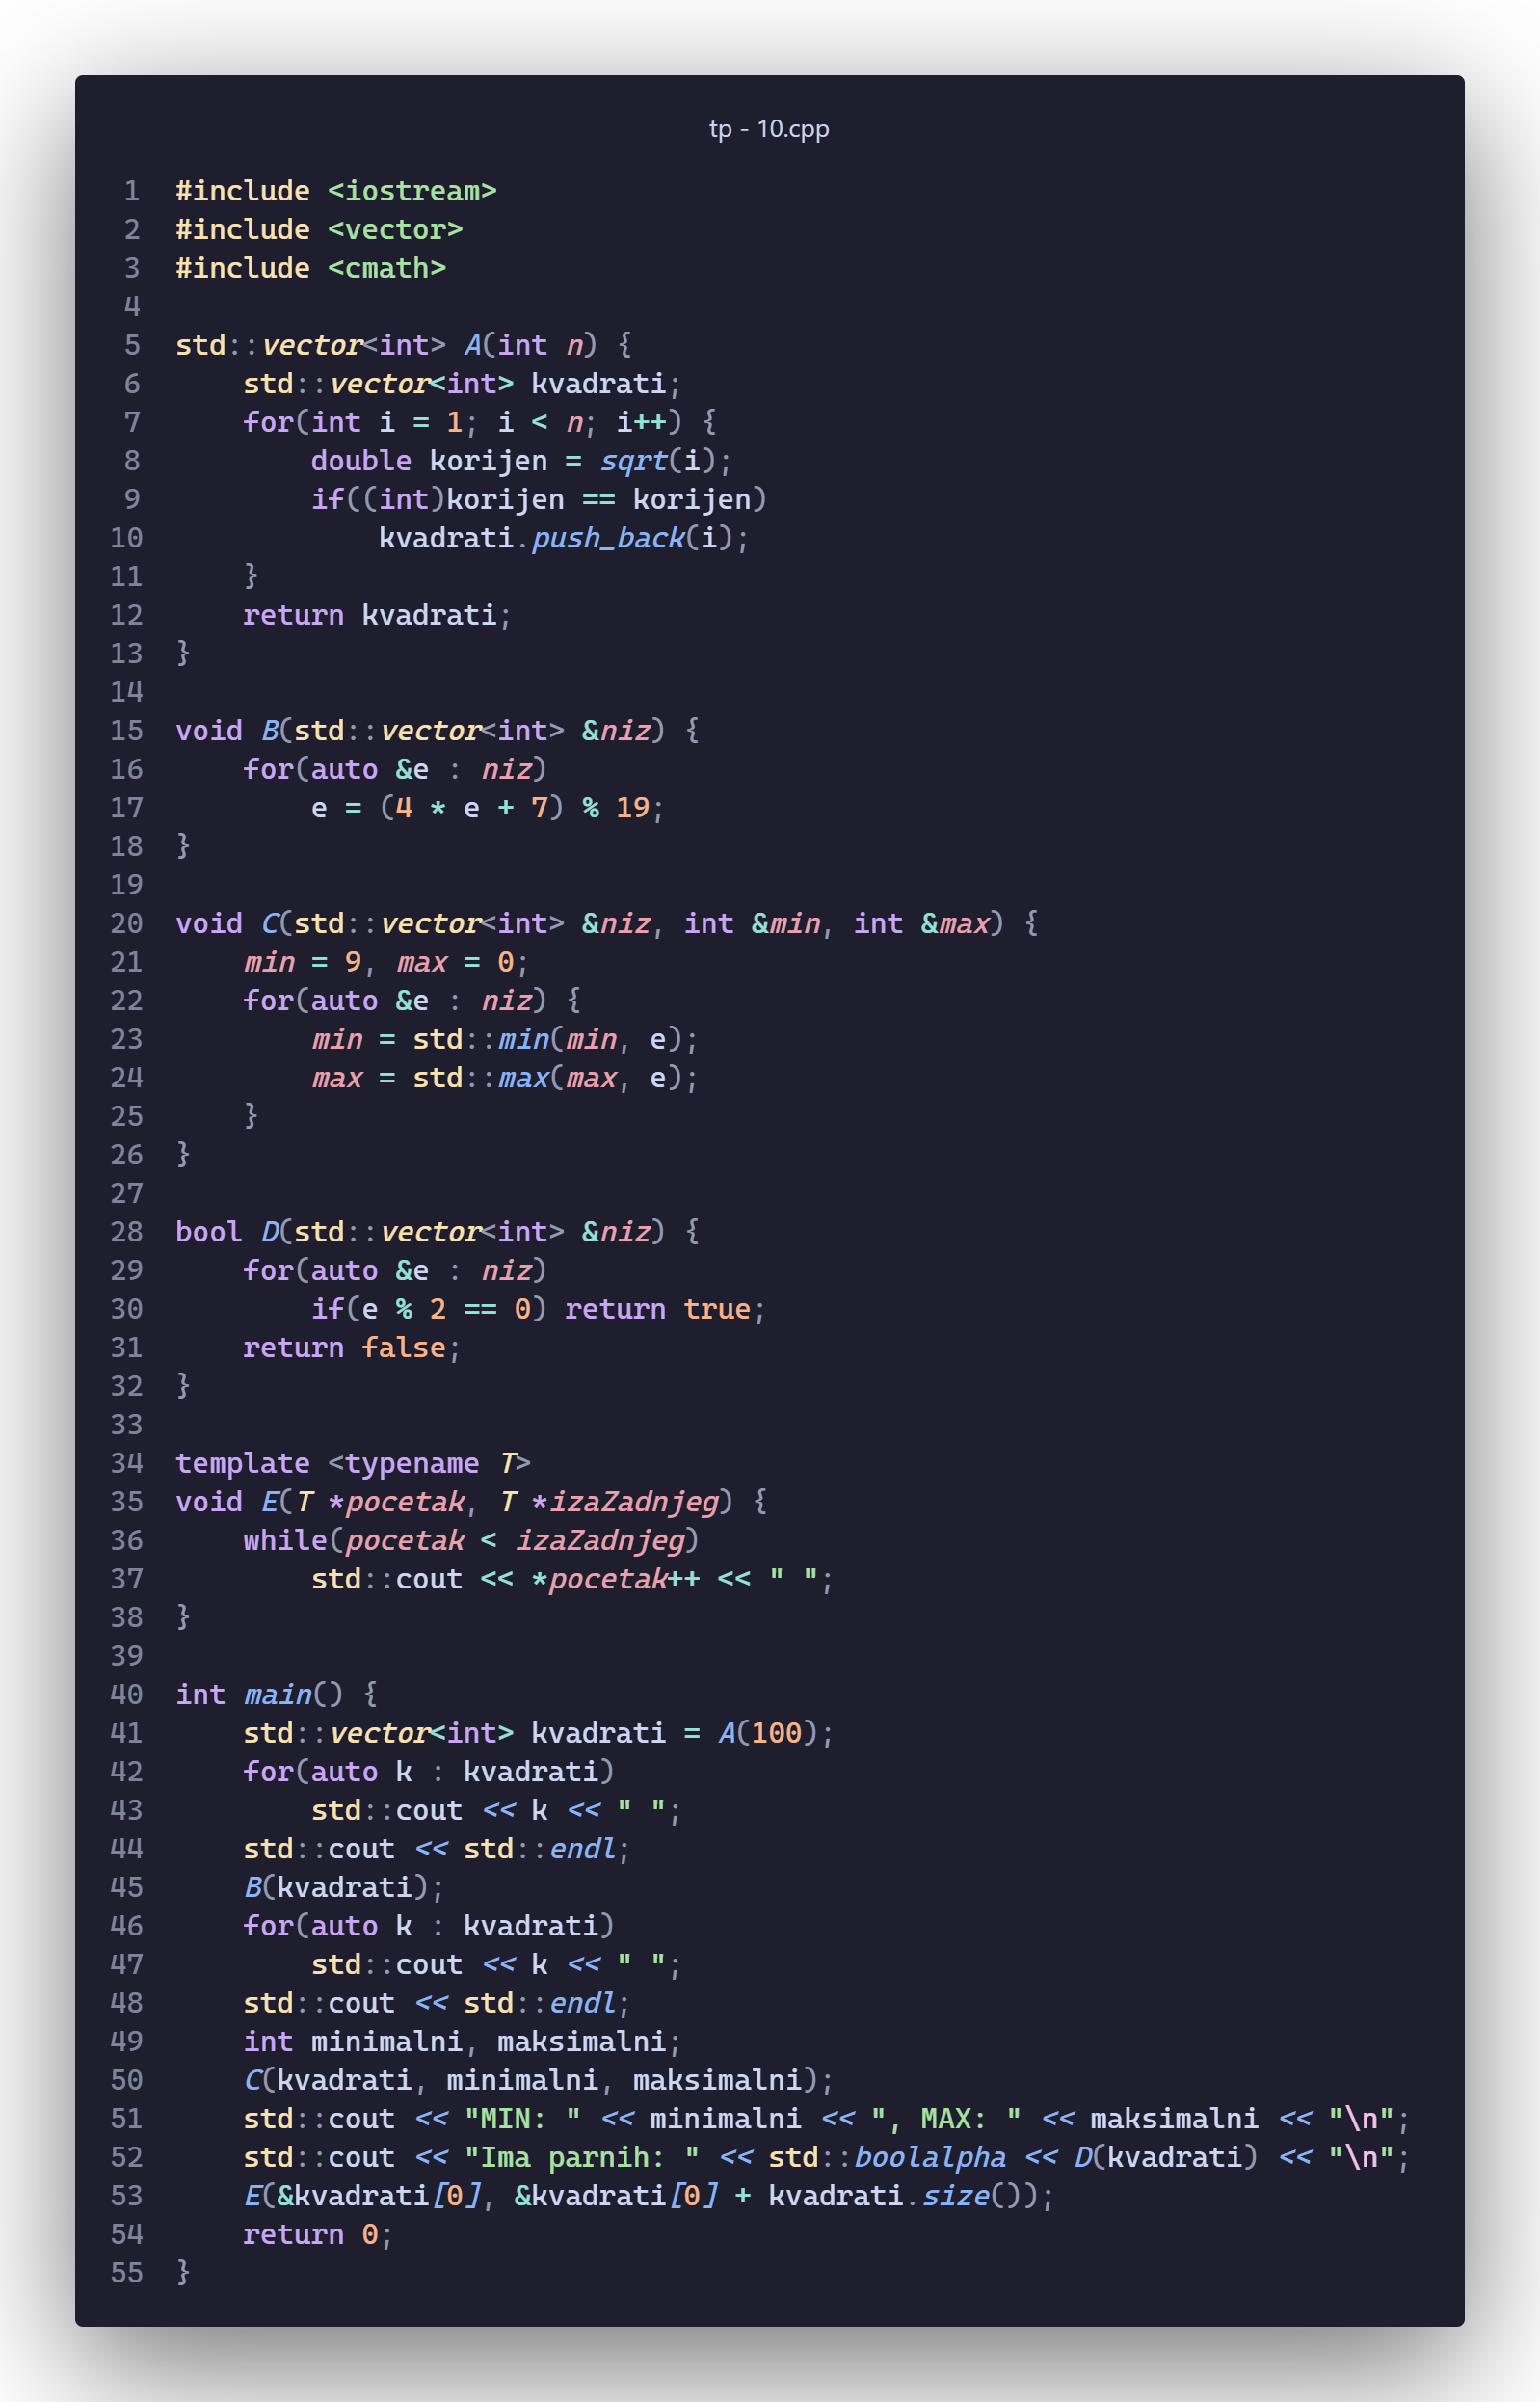 tp - 10.cpp
1 #include <iostream>
2 #include <vector>
3 #include <cmath>
4
5 std::vector<int> A(int n) {
6     std::vector<int> kvadrati;
7     for(int i = 1; i < n; i++) {
8         double korijen = sqrt(i);
9         if((int)korijen == korijen)
10             kvadrati.push_back(i);
11     }
12     return kvadrati;
13 }
14
15 void B(std::vector<int> &niz) {
16     for(auto &e : niz)
17         e = (4 * e + 7) % 19;
18 }
19
20 void C(std::vector<int> &niz, int &min, int &max) {
21     min = 9, max = 0;
22     for(auto &e : niz) {
23         min = std::min(min, e);
24         max = std::max(max, e);
25     }
26 }
27
28 bool D(std::vector<int> &niz) {
29     for(auto &e : niz)
30         if(e % 2 == 0) return true;
31     return false;
32 }
33
34 template <typename T>
35 void E(T *pocetak, T *izaZadnjeg) {
36     while(pocetak < izaZadnjeg)
37         std::cout << *pocetak++ << " ";
38 }
39
40 int main() {
41     std::vector<int> kvadrati = A(100);
42     for(auto k : kvadrati)
43         std::cout << k << " ";
44     std::cout << std::endl;
45     B(kvadrati);
46     for(auto k : kvadrati)
47         std::cout << k << " ";
48     std::cout << std::endl;
49     int minimalni, maksimalni;
50     C(kvadrati, minimalni, maksimalni);
51     std::cout << "MIN: " << minimalni << ", MAX: " << maksimalni << "\n";
52     std::cout << "Ima parnih: " << std::boolalpha << D(kvadrati) << "\n";
53     E(&kvadrati[0], &kvadrati[0] + kvadrati.size());
54     return 0;
55 }